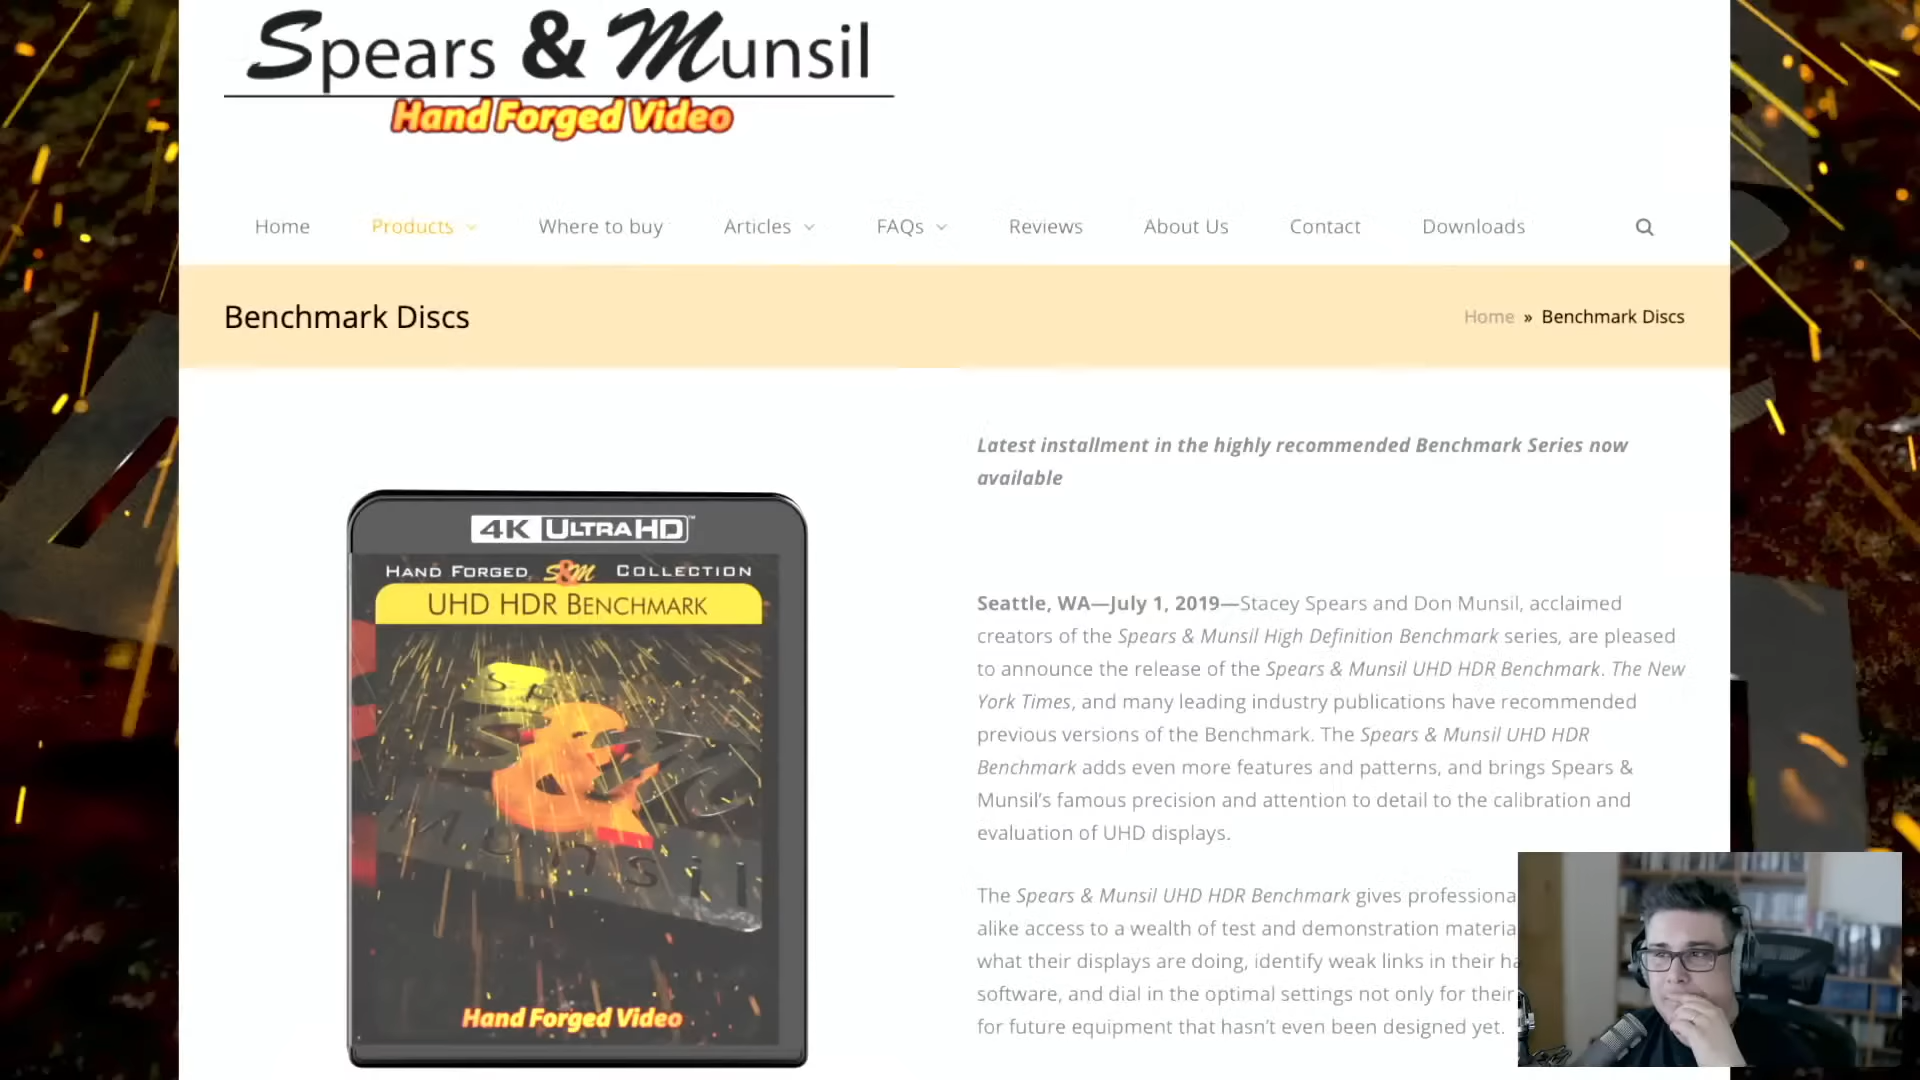 Spears & Munsil
Hand Forged Video
Home Products Where to buy Articles FAQs Reviews About Us Contact Downloads
Benchmark Discs
Home » Benchmark Discs
Latest installment in the highly recommended Benchmark Series now
available
4K ULTRA HD™
HAND FORGED S&M COLLECTION
UHD HDR BENCHMARK
Munsil
Hand Forged Video
Seattle, WA—July 1, 2019—Stacey Spears and Don Munsil, acclaimed
creators of the Spears & Munsil High Definition Benchmark series, are pleased
to announce the release of the Spears & Munsil UHD HDR Benchmark. The New
York Times, and many leading industry publications have recommended
previous versions of the Benchmark. The Spears & Munsil UHD HDR
Benchmark adds even more features and patterns, and brings Spears &
Munsil's famous precision and attention to detail to the calibration and
evaluation of UHD displays.
The Spears & Munsil UHD HDR Benchmark gives professiona
alike access to a wealth of test and demonstration materia
what their displays are doing, identify weak links in their ha
software, and dial in the optimal settings not only for their
for future equipment that hasn't even been designed yet.